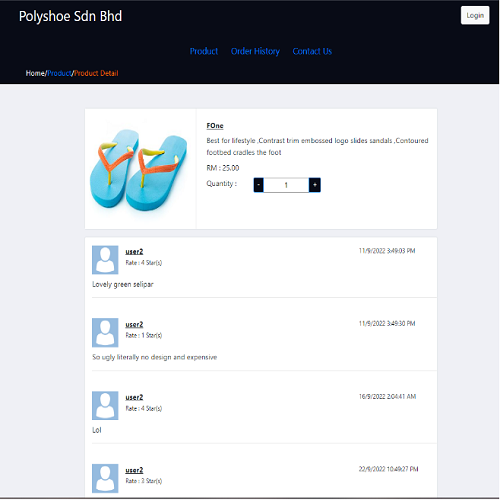 Polyshoe Sdn Bhd
Login
Product Order History Contact Us
Home/Product/Product Detail
FOne
Best for lifestyle ,Contrast trim embossed logo slides sandals ,Contoured
footbed cradles the foot
RM : 25.00
Quantity : - 1 +
user2 11/9/2022 3:49:03 PM
Rate : 4 Star(s)
Lovely green selipar
user2 11/9/2022 3:49:30 PM
Rate : 1 Star(s)
So ugly literally no design and expensive
user2 16/9/2022 2:04:41 AM
Rate : 4 Star(s)
Lol
user2 22/9/2022 10:49:27 PM
Rate : 3 Star(s)